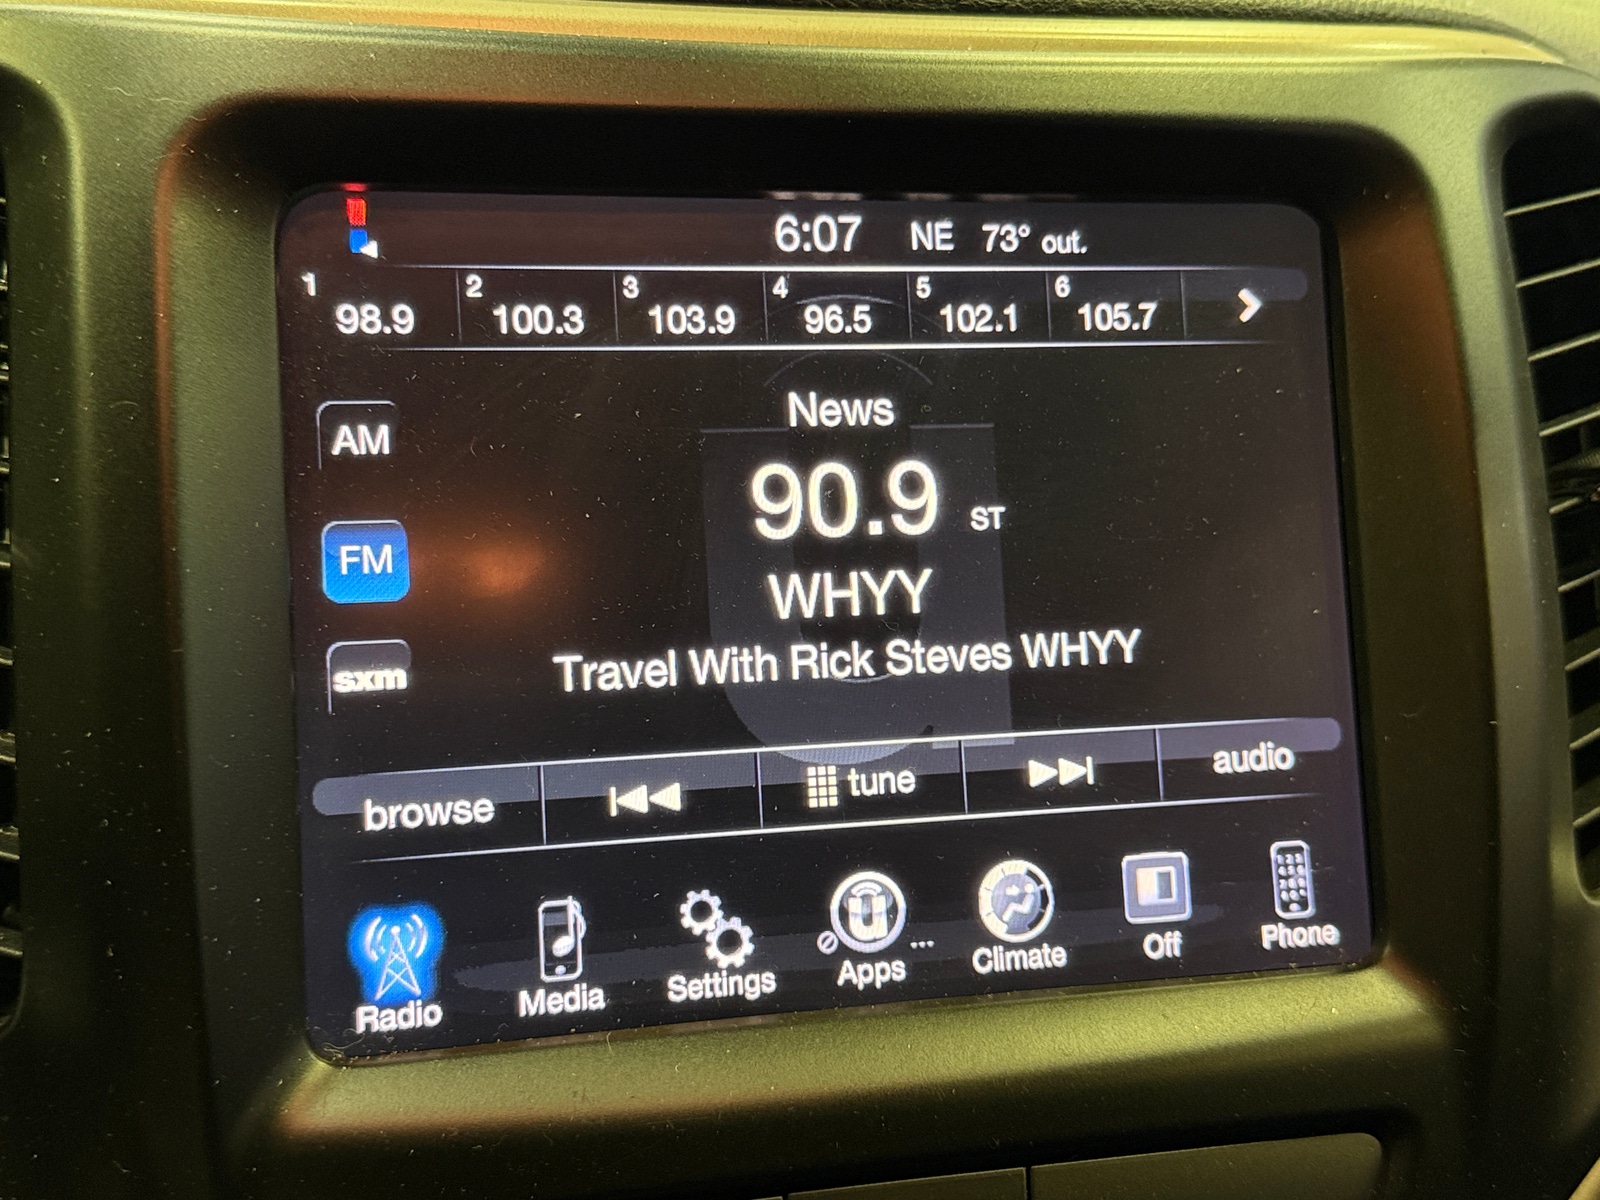 6:07 NE 73° out.
1 98.9 2 100.3 3 103.9 4 96.5 5 102.1 6 105.7
News
AM
90.9 ST
FM
WHYY
Travel With Rick Steves WHYY
sxm
browse tune audio
Radio Media Settings Apps ... Climate Off Phone